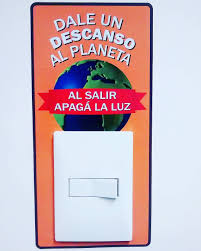 DALE UN
DESCANSO
AL PLANETA
AL SALIR
APAGÁ LA LUZ